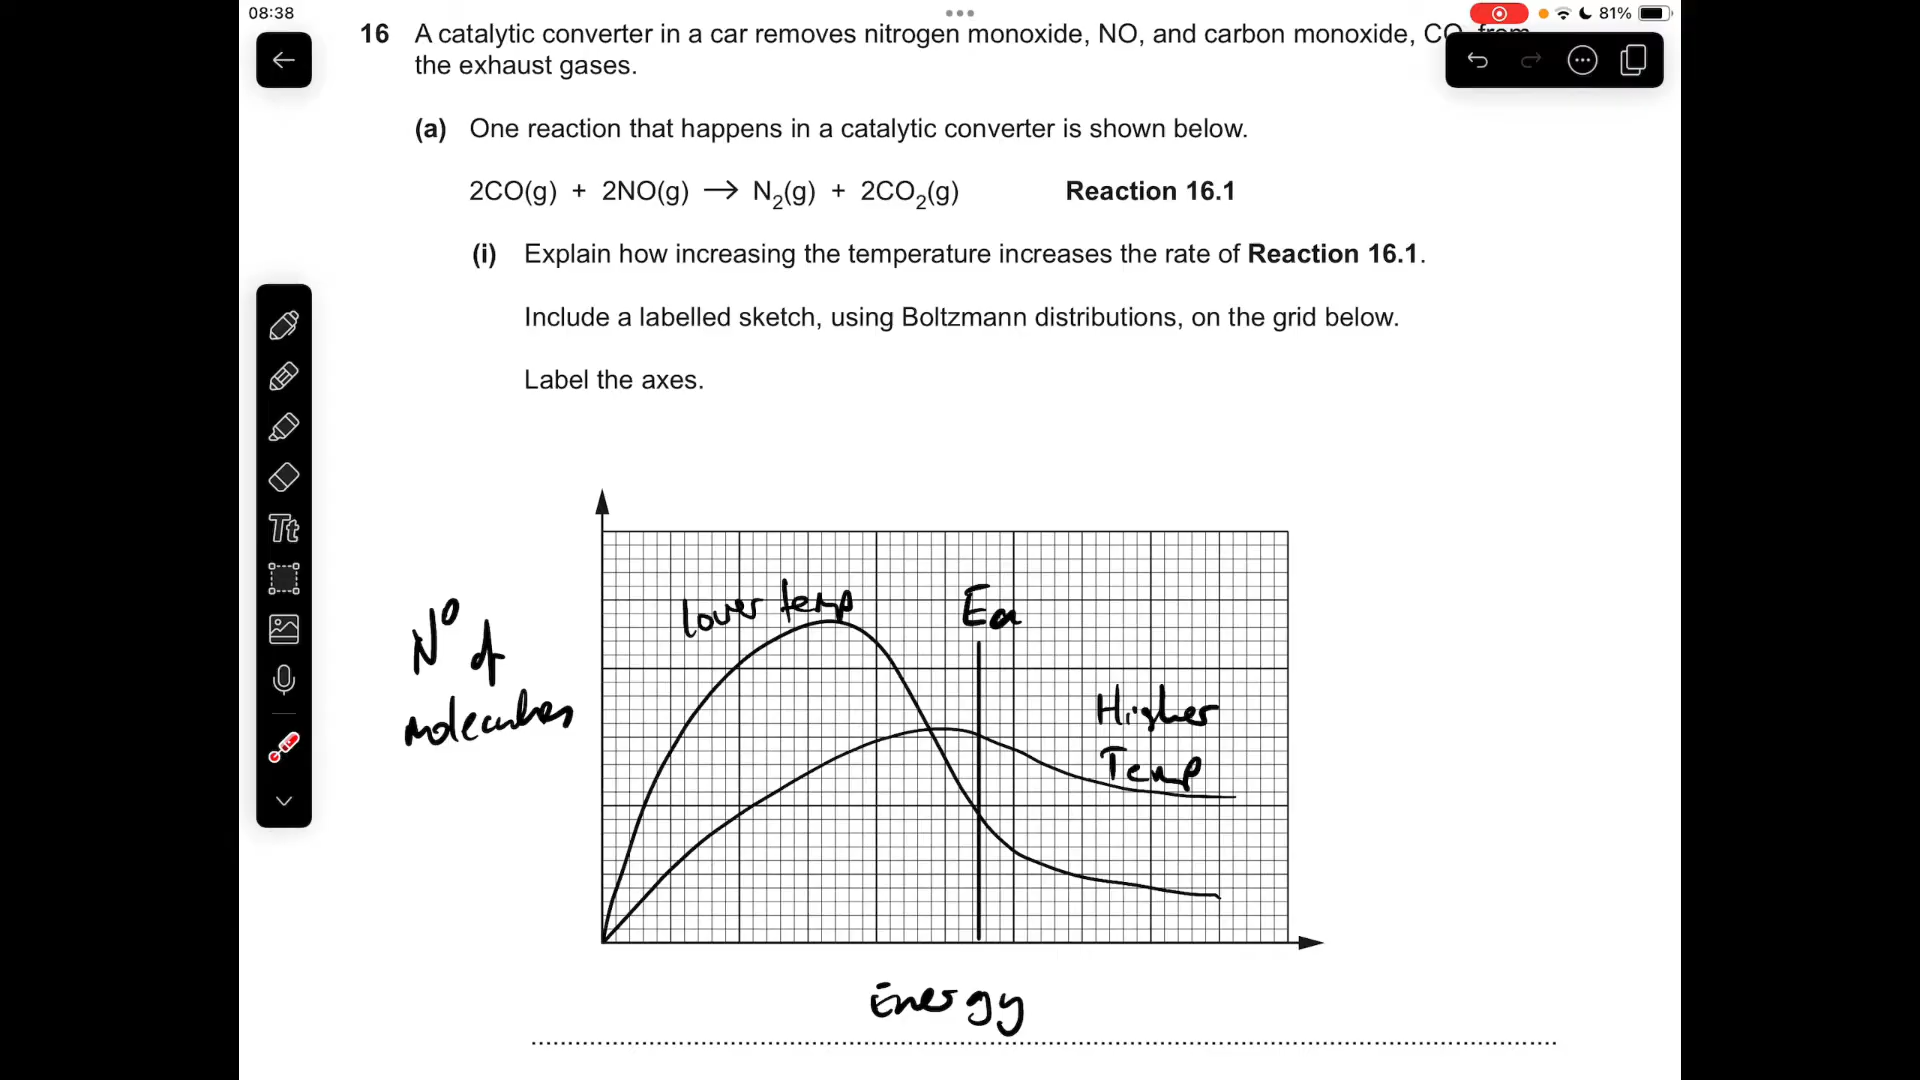 08:38
81%
16 A catalytic converter in a car removes nitrogen monoxide, NO, and carbon monoxide, CO, from
the exhaust gases.
(a) One reaction that happens in a catalytic converter is shown below.
2CO(g) + 2NO(g) → N₂(g) + 2CO₂(g) Reaction 16.1
(i) Explain how increasing the temperature increases the rate of Reaction 16.1.
Include a labelled sketch, using Boltzmann distributions, on the grid below.
Label the axes.
lower temp
Ea
Nº of
molecules
Higher
Temp
Energy
Tt